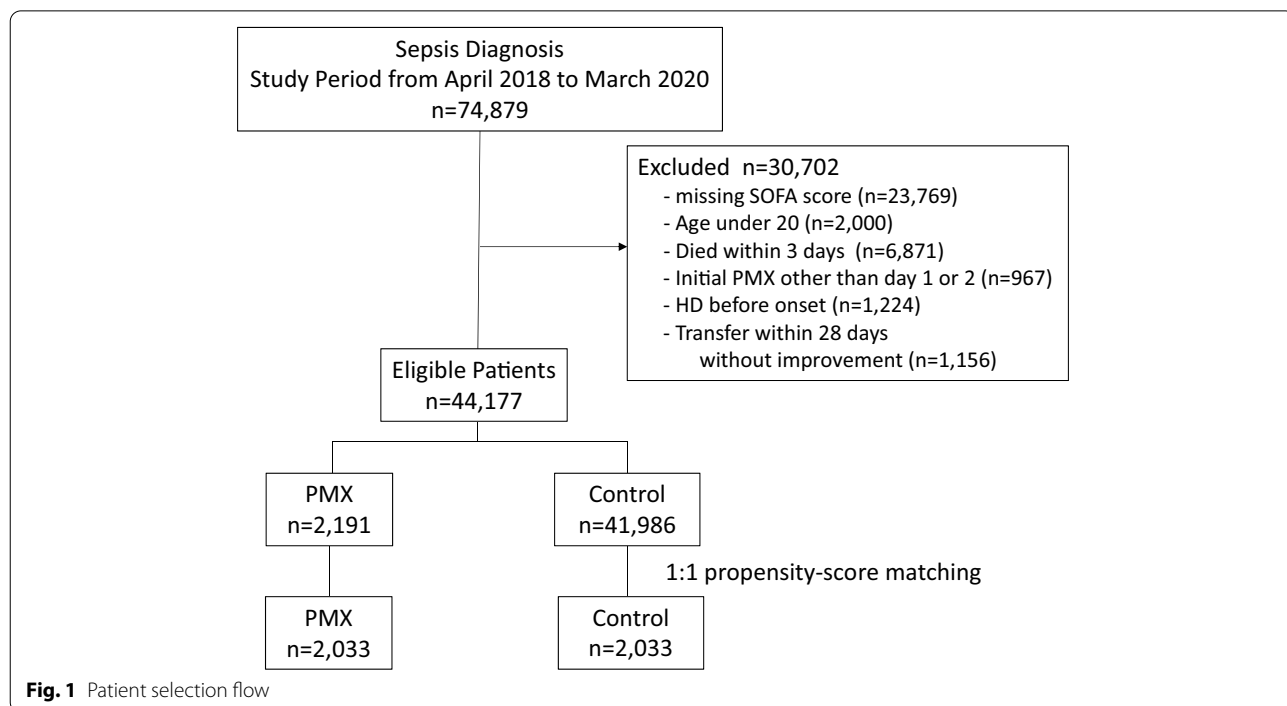 Sepsis Diagnosis
Study Period from April 2018 to March 2020
n=74,879
Excluded n=30,702
- missing SOFA score (n=23,769)
- Age under 20 (n=2,000)
- Died within 3 days (n=6,871)
- Initial PMX other than day 1 or 2 (n=967)
- HD before onset (n=1,224)
- Transfer within 28 days
without improvement (n=1,156)
Eligible Patients
n=44,177
PMX
n=2,191
Control
n=41,986
1:1 propensity-score matching
PMX
n=2,033
Control
n=2,033
Fig. 1 Patient selection flow